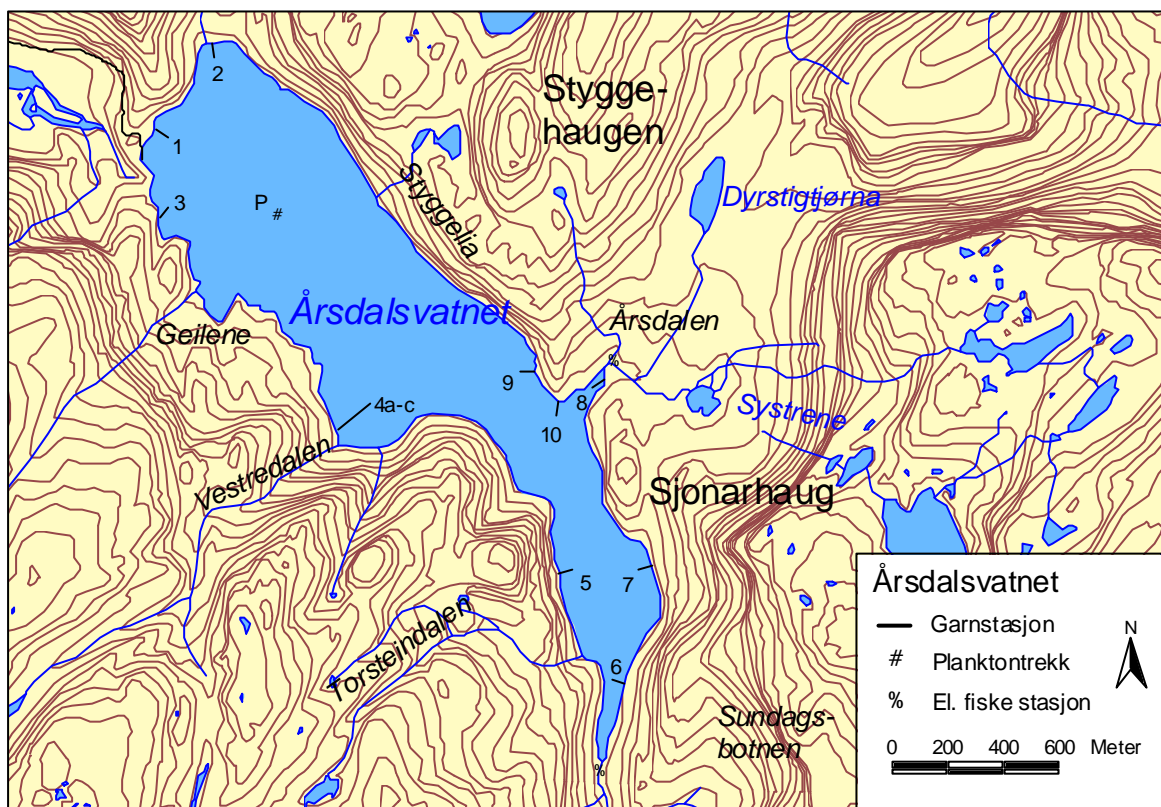 2
Stygge-
haugen
1
Styggelia
3
P #
Dyrstigtjørna
Årsdalsvatnet
Årsdalen
Geilene
%
9
8
4a-c
10
Systrene
Vestredalen
Sjonarhaug
5
7
Torsteindalen
6
Sundags-
botnen
%
Årsdalsvatnet
Garnstasjon
N
# Planktontrekk
% El. fiske stasjon
0 200 400 600 Meter